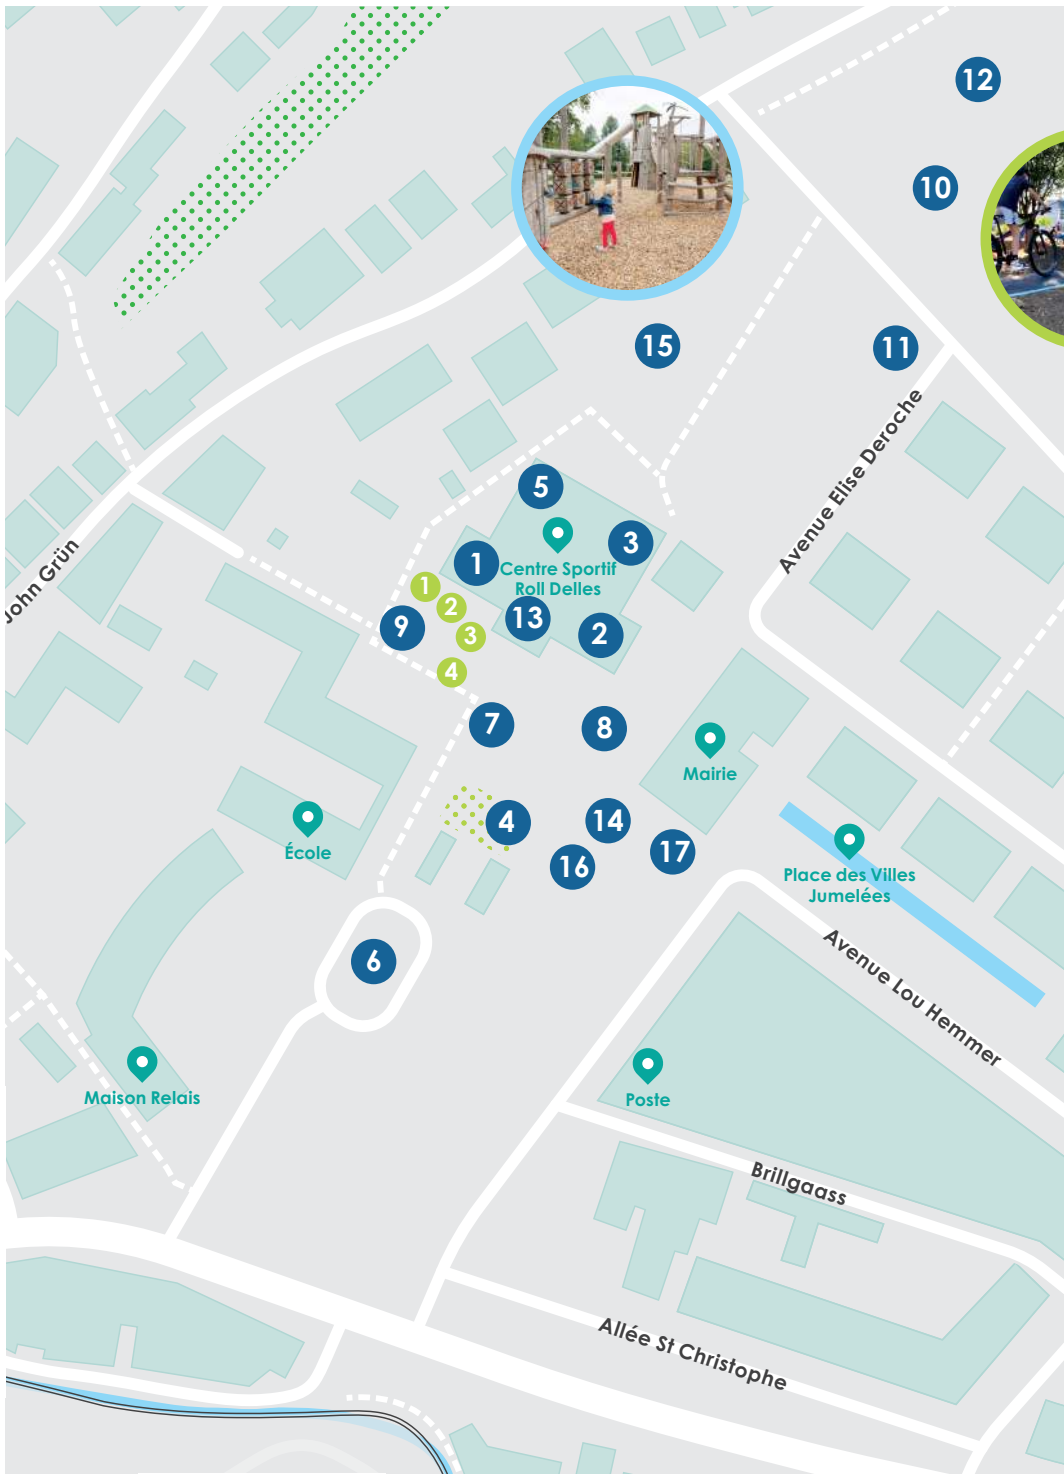 12
10
15
11
Avenue Elise Deroche
5
3
1
Centre Sportif
Roll Delles
John Grün
1
2
13
2
9
3
4
7
8
Mairie
4
14
École
16
17
Place des Villes
Jumelées
6
Avenue Lou Hemmer
Maison Relais
Poste
Brillgaass
Allée St Christophe